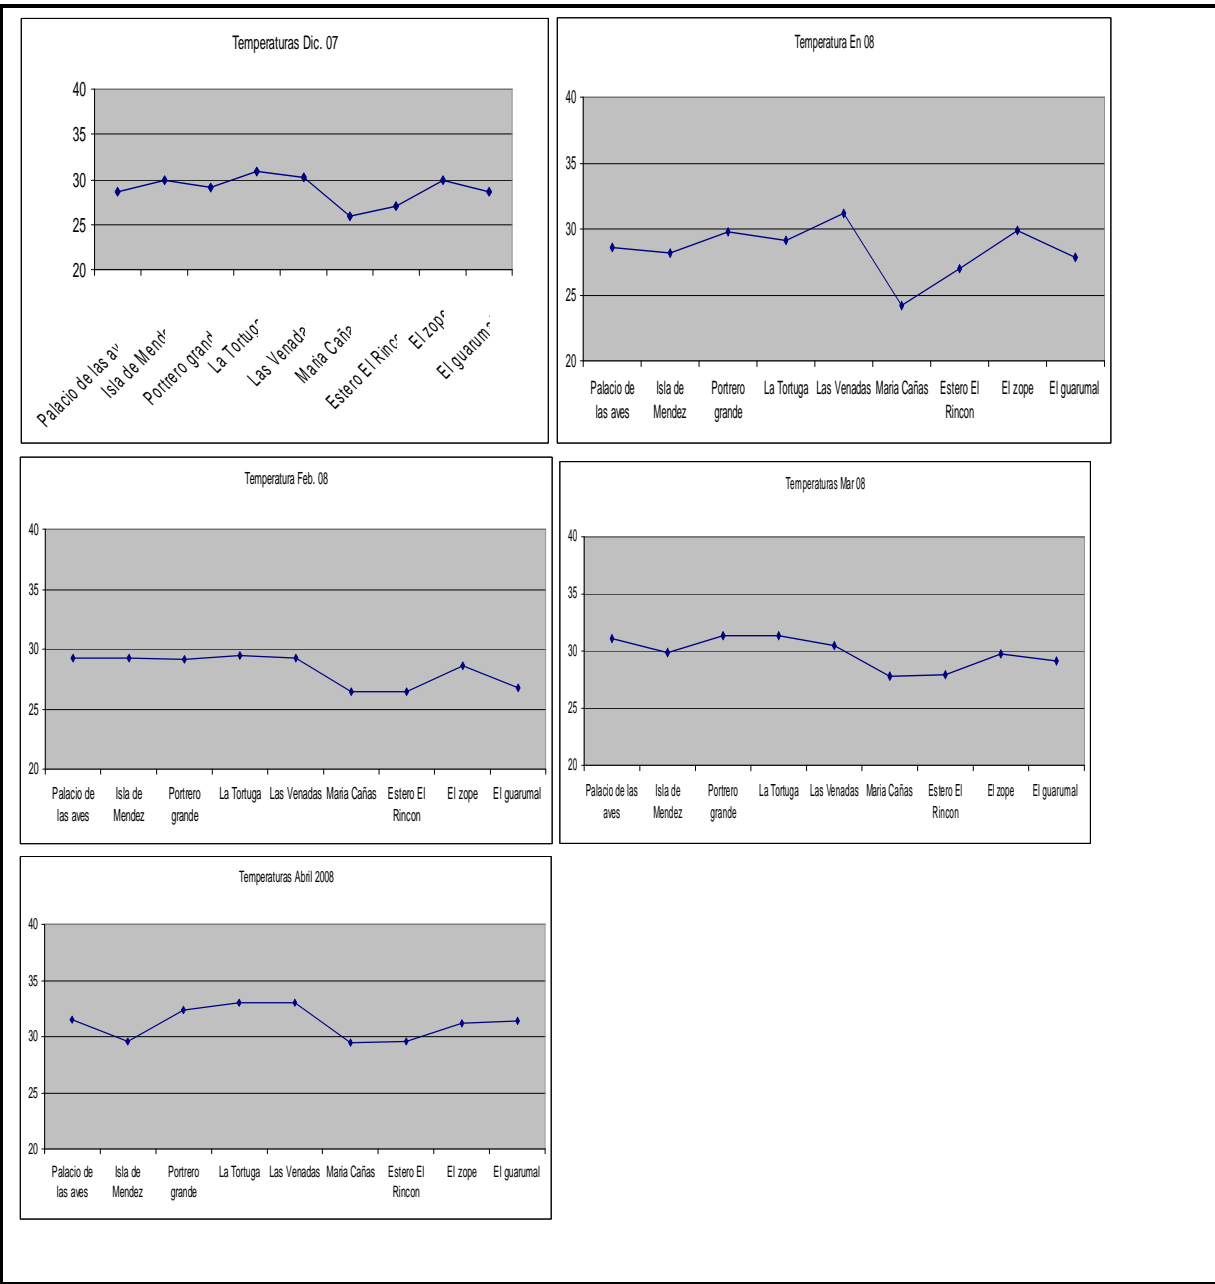 Temperaturas Dic. 07
40
35
30
25
20
Palacio de las av
Isla de Mend
Portrero grand
La Tortuga
Las Venada
Maria Caña
Estero El Rinco
El zope
El guarumal
Temperatura En 08
40
35
30
25
20
Palacio de Isla de Portrero La Tortuga Las Venadas Maria Cañas Estero El El zope El guarumal
las aves Mendez grande Rincon
Temperatura Feb. 08
40
35
30
25
20
Palacio de Isla de Portrero La Tortuga Las Venadas Maria Cañas Estero El El zope El guarumal
las aves Mendez grande Rincon
Temperaturas Mar 08
40
35
30
25
20
Palacio de las Isla de Portrero La Tortuga Las Venadas Maria Cañas Estero El El zope El guarumal
aves Mendez grande Rincon
Temperaturas Abril 2008
40
35
30
25
20
Palacio de Isla de Portrero La Tortuga Las Venadas Maria Cañas Estero El El zope El guarumal
las aves Mendez grande Rincon